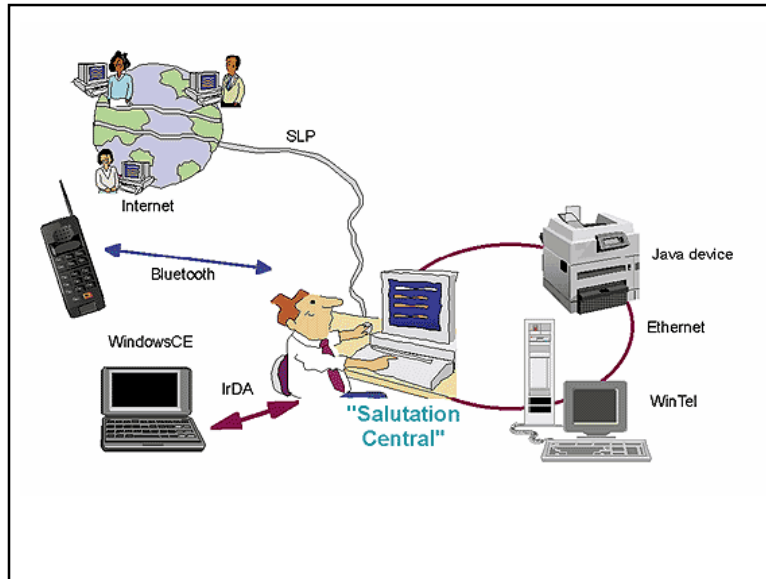 SLP
Internet
Bluetooth
Java device
Ethernet
WindowsCE
IrDA
WinTel
"Salutation
Central"